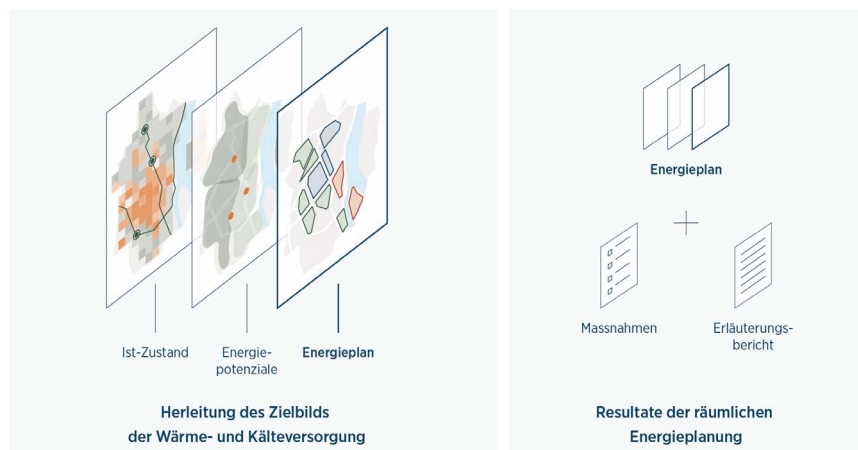 Ist-Zustand
Energie-
potenziale
Energieplan
Herleitung des Zielbilds
der Wärme- und Kälteversorgung
Energieplan
Massnahmen
Erläuterungs-
bericht
Resultate der räumlichen
Energieplanung